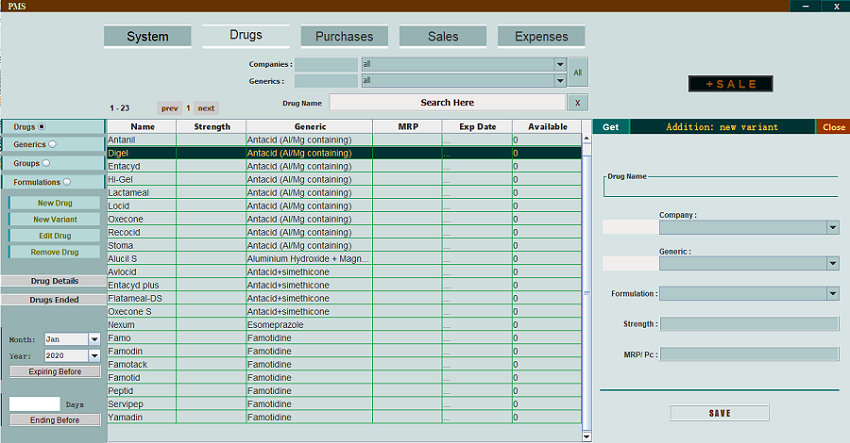 PMS
System Drugs Purchases Sales Expenses
Companies : all
Generics : all All
+SALE
1 - 23 prev 1 next Drug Name Search Here X
Drugs
Generics
Groups
Formulations
New Drug
New Variant
Edit Drug
Remove Drug
Drug Details
Drugs Ended
Month: Jan
Year: 2020
Expiring Before
Days
Ending Before
Name Strength Generic MRP Exp Date Available
Antanil Antacid (Al/Mg containing) ... 0
Digel Antacid (Al/Mg containing) ... 0
Entacyd Antacid (Al/Mg containing) ... 0
Hi-Gel Antacid (Al/Mg containing) ... 0
Lactameal Antacid (Al/Mg containing) ... 0
Locid Antacid (Al/Mg containing) ... 0
Oxecone Antacid (Al/Mg containing) ... 0
Recocid Antacid (Al/Mg containing) ... 0
Stoma Antacid (Al/Mg containing) ... 0
Alucil S Aluminium Hydroxide + Magn... ... 0
Avlocid Antacid+simethicone ... 0
Entacyd plus Antacid+simethicone ... 0
Flatameal-DS Antacid+simethicone ... 0
Oxecone S Antacid+simethicone ... 0
Nexum Esomeprazole ... 0
Famo Famotidine ... 0
Famodin Famotidine ... 0
Famotack Famotidine ... 0
Famotid Famotidine ... 0
Peptid Famotidine ... 0
Servipep Famotidine ... 0
Yamadin Famotidine ... 0
Get Addition: new variant Close
Drug Name
Company :
Generic :
Formulation :
Strength :
MRP/ Pc :
SAVE